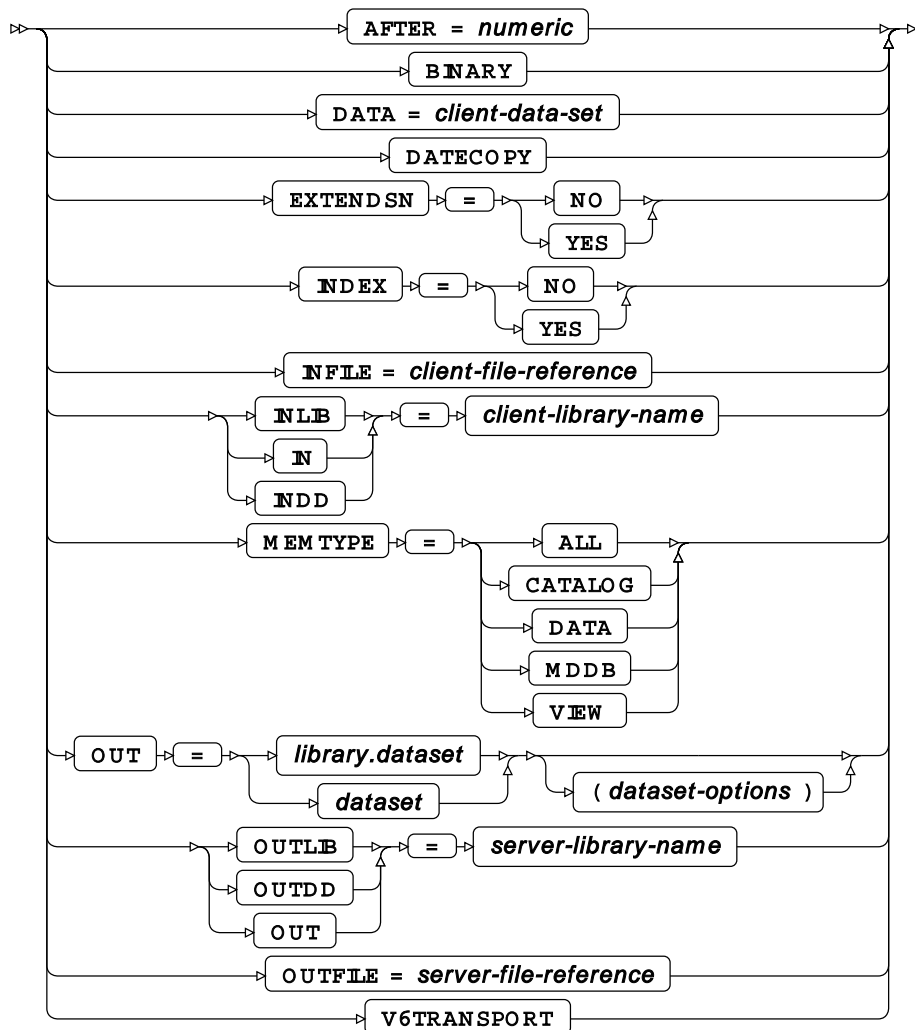 AFTER = numeric
BINARY
DATA = client-data-set
DATECOPY
EXTENDSN = NO
YES
INDEX = NO
YES
INFILE = client-file-reference
INLIB = client-library-name
IN
INDD
MEMTYPE = ALL
CATALOG
DATA
MDDB
VIEW
OUT = library.dataset
dataset ( dataset-options )
OUTLIB = server-library-name
OUTDD
OUT
OUTFILE = server-file-reference
V6TRANSPORT